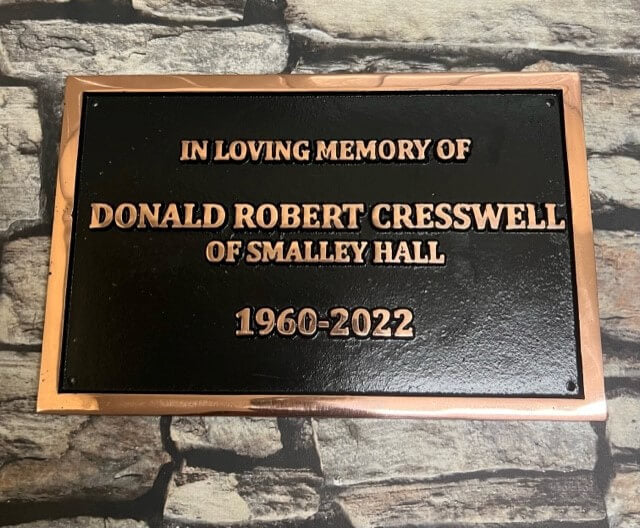 IN LOVING MEMORY OF
DONALD ROBERT CRESSWELL
OF SMALLEY HALL
1960-2022